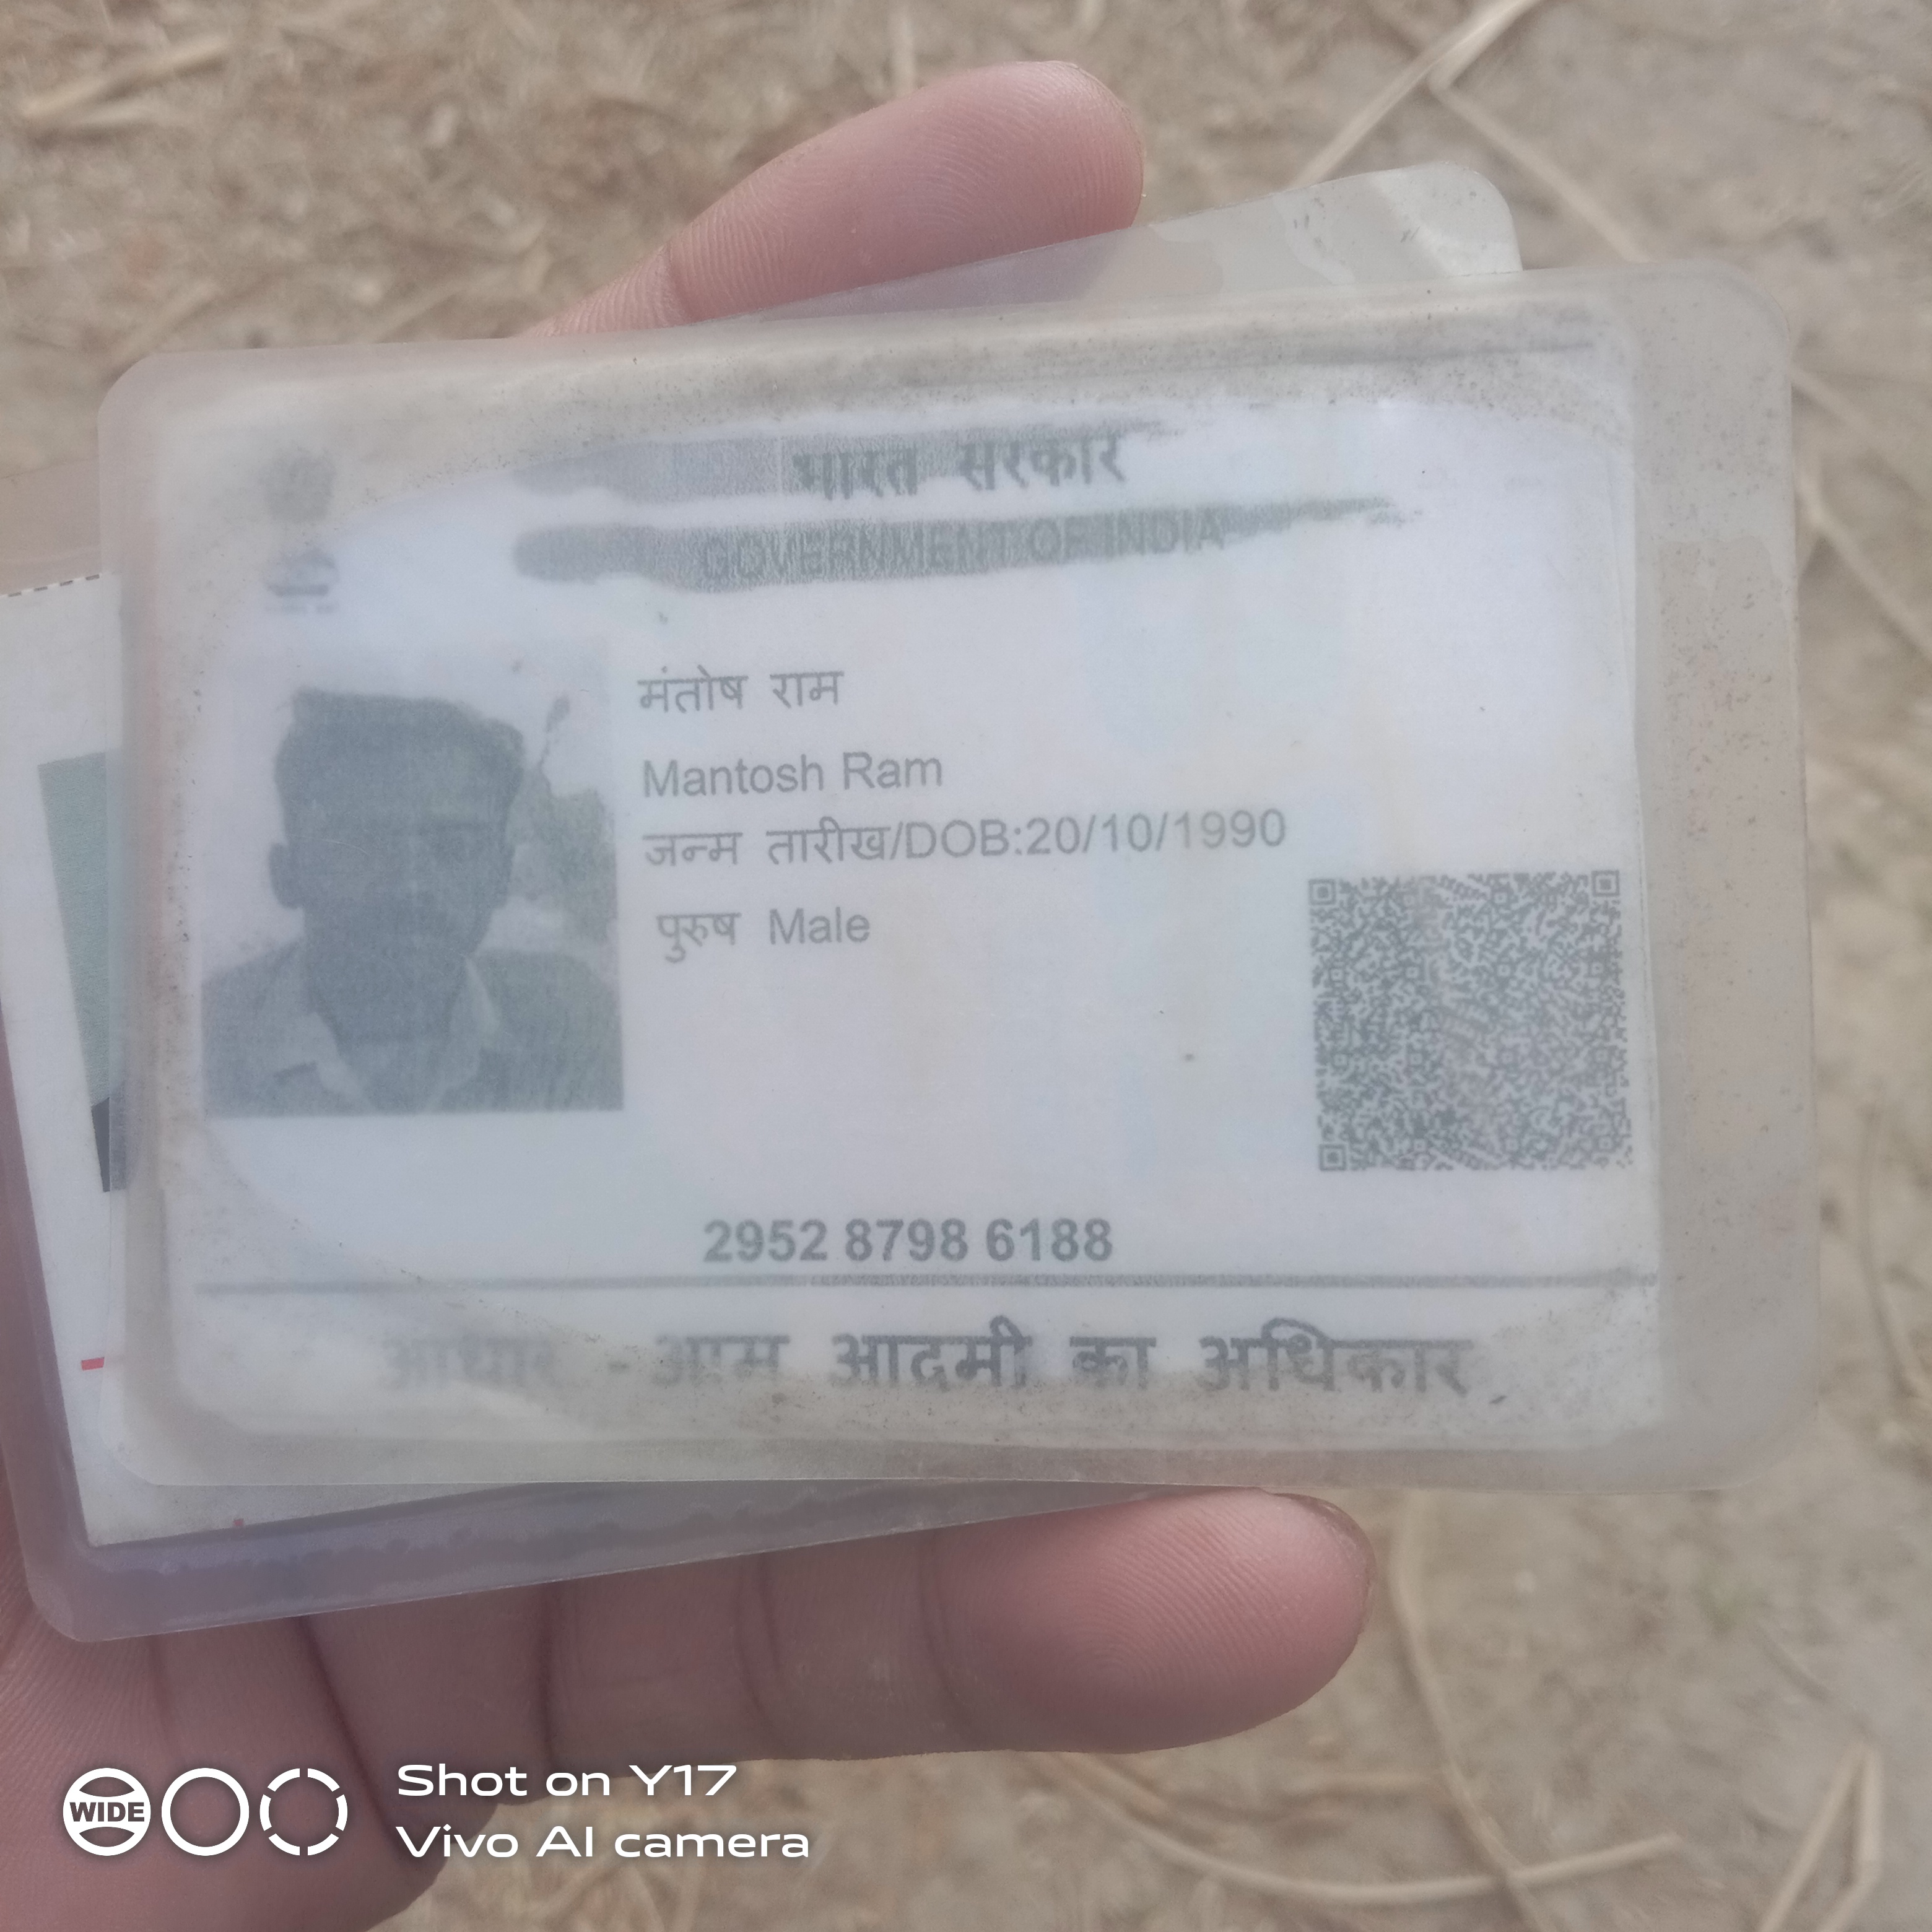 भारत सरकार
GOVERNMENT OF INDIA
मंतोष राम
Mantosh Ram
जन्म तारीख/DOB:20/10/1990
पुरुष Male
2952 8798 6188
आधार - आम आदमी का अधिकार
WIDE
Shot on Y17
Vivo AI camera